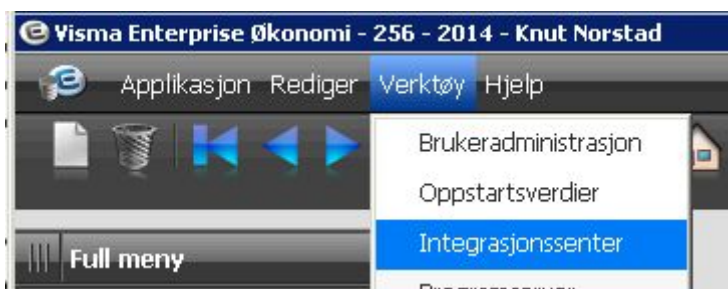 Visma Enterprise Økonomi - 256 - 2014 - Knut Norstad
Applikasjon Rediger Verktøy Hjelp
Brukeradministrasjon
Oppstartsverdier
Integrasjonssenter
Full meny